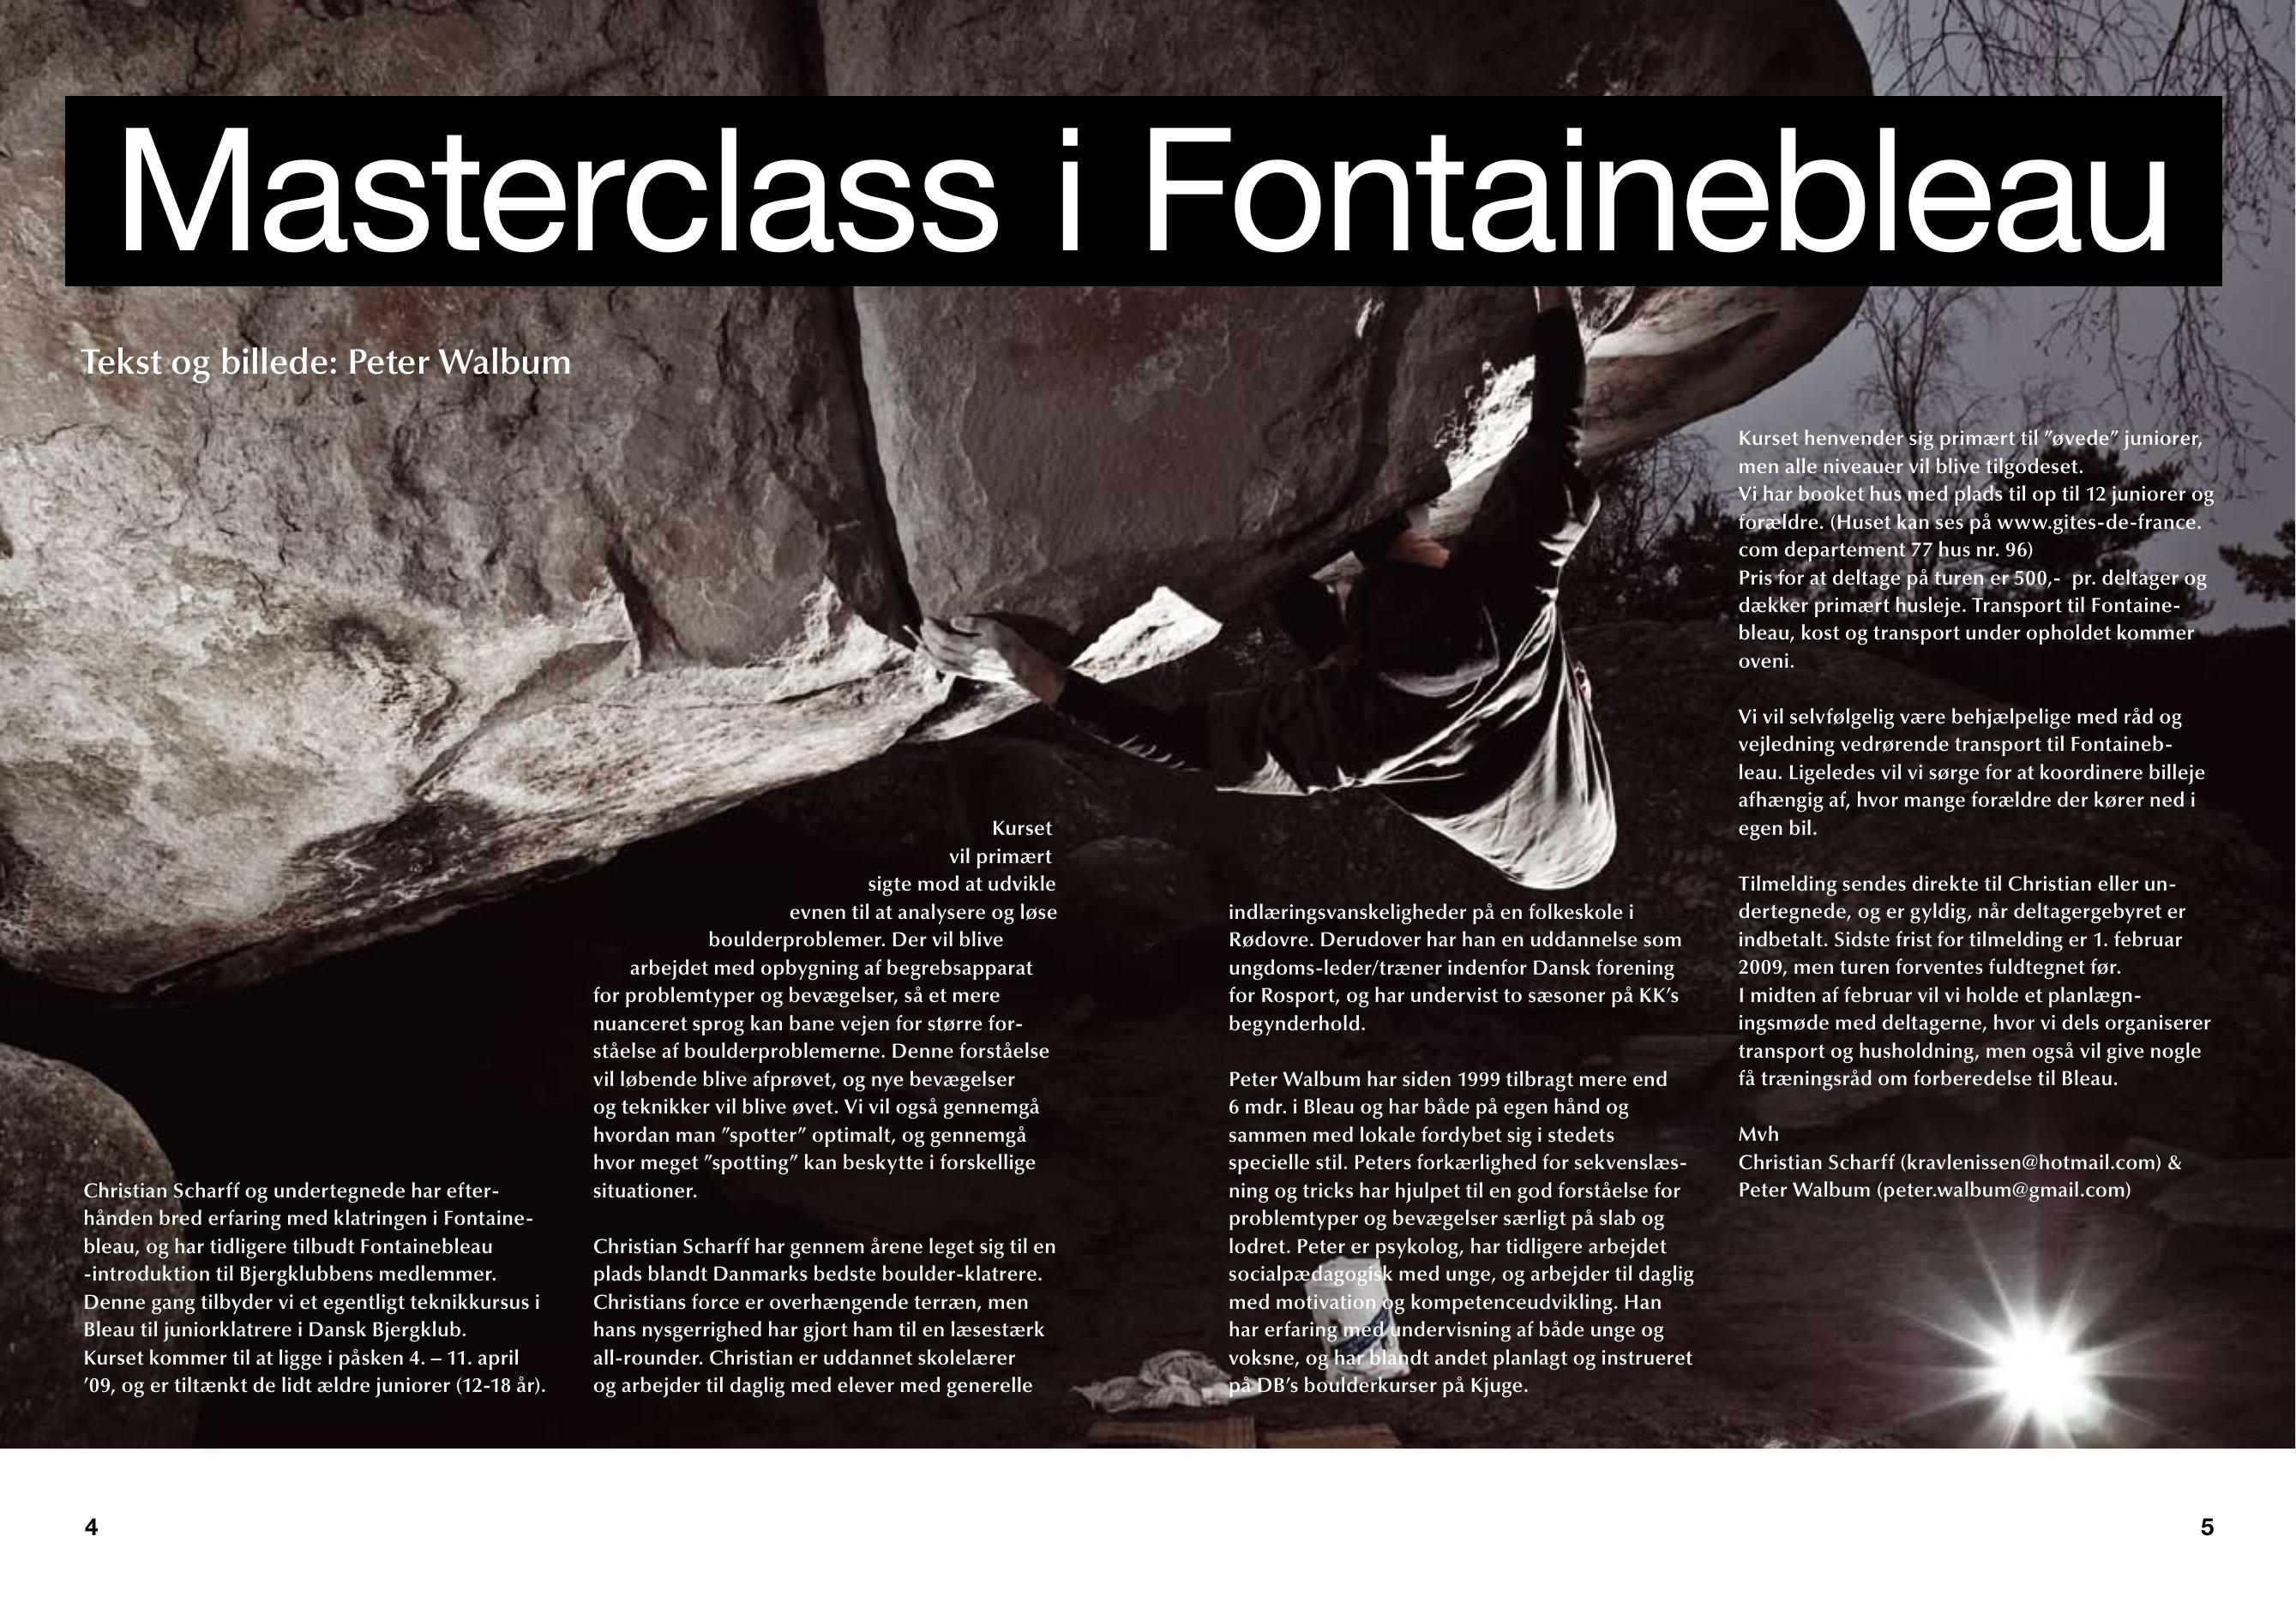 Masterclass i Fontainebleau
Tekst og billede: Peter Walbum
Christian Scharff og undertegnede har efter-
hånden bred erfaring med klatringen i Fontaine-
bleau, og har tidligere tilbudt Fontainebleau
-introduktion til Bjergklubbens medlemmer.
Denne gang tilbyder vi et egentligt teknikkursus i
Bleau til juniorklatrere i Dansk Bjergklub.
Kurset kommer til at ligge i påsken 4. – 11. april
’09, og er tiltænkt de lidt ældre juniorer (12-18 år).
Kurset
vil primært
sigte mod at udvikle
evnen til at analysere og løse
boulderproblemer. Der vil blive
arbejdet med opbygning af begrebsapparat
for problemtyper og bevægelser, så et mere
nuanceret sprog kan bane vejen for større for-
ståelse af boulderproblemerne. Denne forståelse
vil løbende blive afprøvet, og nye bevægelser
og teknikker vil blive øvet. Vi vil også gennemgå
hvordan man ”spotter” optimalt, og gennemgå
hvor meget ”spotting” kan beskytte i forskellige
situationer.
Christian Scharff har gennem årene leget sig til en
plads blandt Danmarks bedste boulder-klatrere.
Christians force er overhængende terræn, men
hans nysgerrighed har gjort ham til en læsestærk
all-rounder. Christian er uddannet skolelærer
og arbejder til daglig med elever med generelle
indlæringsvanskeligheder på en folkeskole i
Rødovre. Derudover har han en uddannelse som
ungdoms-leder/træner indenfor Dansk forening
for Rosport, og har undervist to sæsoner på KK’s
begynderhold.
Peter Walbum har siden 1999 tilbragt mere end
6 mdr. i Bleau og har både på egen hånd og
sammen med lokale fordybet sig i stedets
specielle stil. Peters forkærlighed for sekvenslæs-
ning og tricks har hjulpet til en god forståelse for
problemtyper og bevægelser særligt på slab og
lodret. Peter er psykolog, har tidligere arbejdet
socialpædagogisk med unge, og arbejder til daglig
med motivation og kompetenceudvikling. Han
har erfaring med undervisning af både unge og
voksne, og har blandt andet planlagt og instrueret
på DB’s boulderkurser på Kjuge.
Kurset henvender sig primært til ”øvede” juniorer,
men alle niveauer vil blive tilgodeset.
Vi har booket hus med plads til op til 12 juniorer og
forældre. (Huset kan ses på www.gites-de-france.
com departement 77 hus nr. 96)
Pris for at deltage på turen er 500,-  pr. deltager og
dækker primært husleje. Transport til Fontaine-
bleau, kost og transport under opholdet kommer
oveni.
Vi vil selvfølgelig være behjælpelige med råd og
vejledning vedrørende transport til Fontaineb-
leau. Ligeledes vil vi sørge for at koordinere billeje
afhængig af, hvor mange forældre der kører ned i
egen bil.
Tilmelding sendes direkte til Christian eller un-
dertegnede, og er gyldig, når deltagergebyret er
indbetalt. Sidste frist for tilmelding er 1. februar
2009, men turen forventes fuldtegnet før.
I midten af februar vil vi holde et planlægn-
ingsmøde med deltagerne, hvor vi dels organiserer
transport og husholdning, men også vil give nogle
få træningsråd om forberedelse til Bleau.
Mvh
Christian Scharff (kravlenissen@hotmail.com) &
Peter Walbum (peter.walbum@gmail.com)
4
5